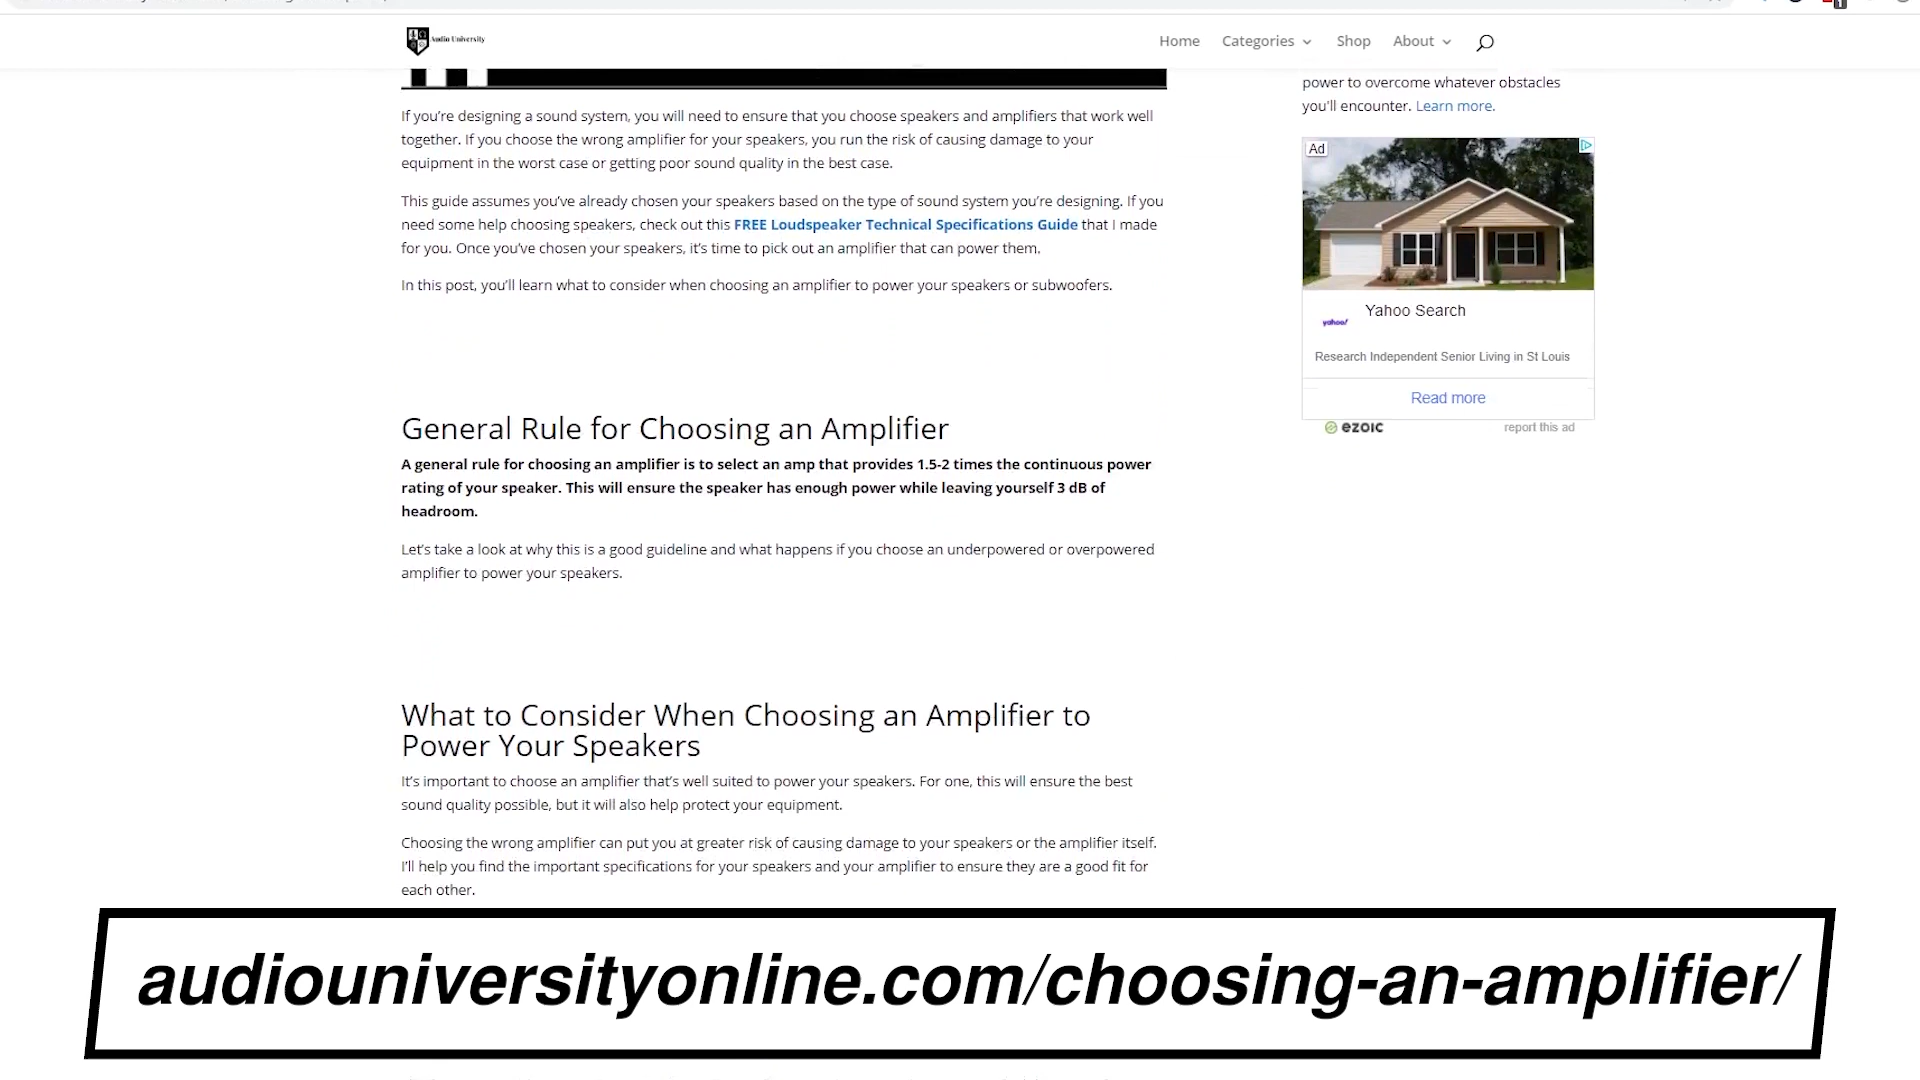 Audio University
Home
Categories
Shop
About
If you're designing a sound system, you will need to ensure that you choose speakers and amplifiers that work well
together. If you choose the wrong amplifier for your speakers, you run the risk of causing damage to your
equipment in the worst case or getting poor sound quality in the best case.
This guide assumes you've already chosen your speakers based on the type of sound system you're designing. If you
need some help choosing speakers, check out this FREE Loudspeaker Technical Specifications Guide that I made
for you. Once you've chosen your speakers, it's time to pick out an amplifier that can power them.
In this post, you'll learn what to consider when choosing an amplifier to power your speakers or subwoofers.
General Rule for Choosing an Amplifier
A general rule for choosing an amplifier is to select an amp that provides 1.5-2 times the continuous power
rating of your speaker. This will ensure the speaker has enough power while leaving yourself 3 dB of
headroom.
Let's take a look at why this is a good guideline and what happens if you choose an underpowered or overpowered
amplifier to power your speakers.
What to Consider When Choosing an Amplifier to
Power Your Speakers
It's important to choose an amplifier that's well suited to power your speakers. For one, this will ensure the best
sound quality possible, but it will also help protect your equipment.
Choosing the wrong amplifier can put you at greater risk of causing damage to your speakers or the amplifier itself.
I'll help you find the important specifications for your speakers and your amplifier to ensure they are a good fit for
each other.
power to overcome whatever obstacles
you'll encounter. Learn more.
Ad
Yahoo Search
yahoo!
Research Independent Senior Living in St Louis
Read more
ezoic
report this ad
audiouniversityonline.com/choosing-an-amplifier/